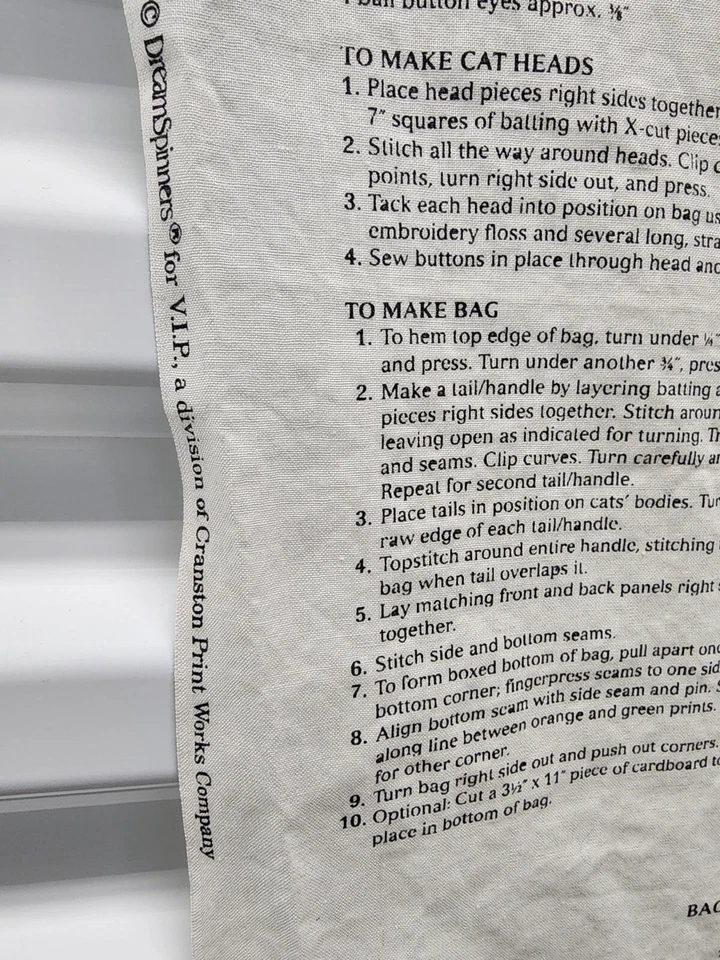 © DreamSpinners® for V.I.P., a division of Cranston Print Works Company
button eyes approx. ⅜"
TO MAKE CAT HEADS
1. Place head pieces right sides together
7" squares of batting with X-cut piece
2. Stitch all the way around heads. Clip
points, turn right side out, and press.
3. Tack each head into position on bag us
embroidery floss and several long, stra
4. Sew buttons in place through head and
TO MAKE BAG
1. To hem top edge of bag, turn under ¼"
and press. Turn under another ¾", pres
2. Make a tail/handle by layering batting a
pieces right sides together. Stitch aroun
leaving open as indicated for turning. Tr
and seams. Clip curves. Turn carefully an
Repeat for second tail/handle.
3. Place tails in position on cats' bodies. Tur
raw edge of each tail/handle.
4. Topstitch around entire handle, stitching
bag when tail overlaps it.
5. Lay matching front and back panels right
together.
6. Stitch side and bottom seams.
7. To form boxed bottom of bag, pull apart one
bottom corner; fingerpress seams to one sid
8. Align bottom seam with side seam and pin. S
along line between orange and green prints.
for other corner.
9. Turn bag right side out and push out corners.
10. Optional: Cut a 3½" x 11" piece of cardboard to
place in bottom of bag.
BAG